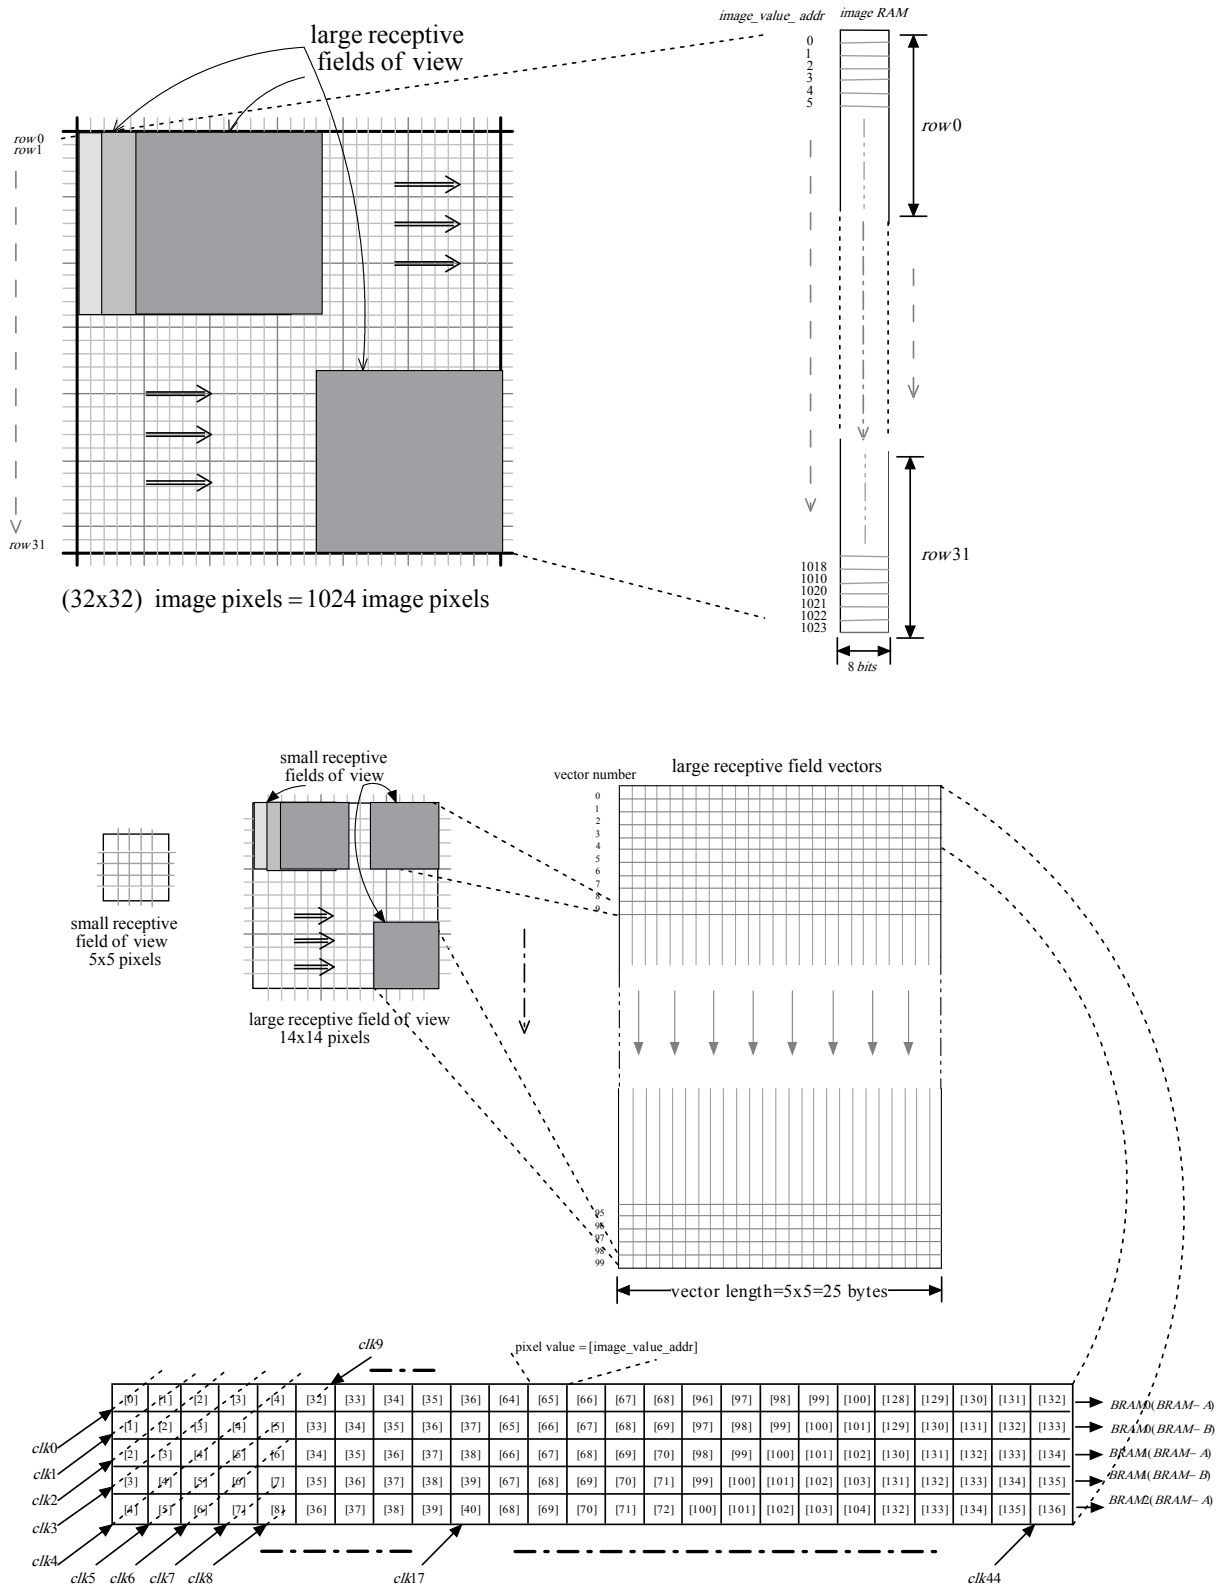 large receptive
fields of view
image_value_ addr
image RAM
0
1
2
3
4
5
row0
row0
row1
row31
row31
1018
1010
1020
1021
1022
1023
8 bits
(32x32) image pixels = 1024 image pixels
small receptive
fields of view
small receptive
field of view
5x5 pixels
large receptive field of view
14x14 pixels
vector number
large receptive field vectors
0
1
2
3
4
5
6
7
8
9
95
96
97
98
99
vector length=5x5=25 bytes
clk9
pixel value = [image_value_addr]
[0] [1] [2] [3] [4] [32] [33] [34] [35] [36] [64] [65] [66] [67] [68] [96] [97] [98] [99] [100] [128] [129] [130] [131] [132] BRAM0(BRAM-A)
[1] [2] [3] [4] [5] [33] [34] [35] [36] [37] [65] [66] [67] [68] [69] [97] [98] [99] [100] [101] [129] [130] [131] [132] [133] BRAM0(BRAM-B)
[2] [3] [4] [5] [6] [34] [35] [36] [37] [38] [66] [67] [68] [69] [70] [98] [99] [100] [101] [102] [130] [131] [132] [133] [134] BRAM1(BRAM-A)
[3] [4] [5] [6] [7] [35] [36] [37] [38] [39] [67] [68] [69] [70] [71] [99] [100] [101] [102] [103] [131] [132] [133] [134] [135] BRAM1(BRAM-B)
[4] [5] [6] [7] [8] [36] [37] [38] [39] [40] [68] [69] [70] [71] [72] [100] [101] [102] [103] [104] [132] [133] [134] [135] [136] BRAM2(BRAM-A)
clk0
clk1
clk2
clk3
clk4
clk5 clk6 clk7 clk8 clk17 clk44